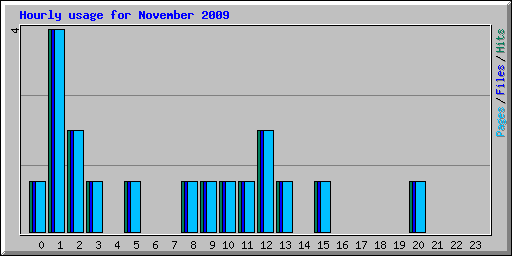 Hourly usage for November 2009
4
Pages/Files/Hits
0 1 2 3 4 5 6 7 8 9 10 11 12 13 14 15 16 17 18 19 20 21 22 23